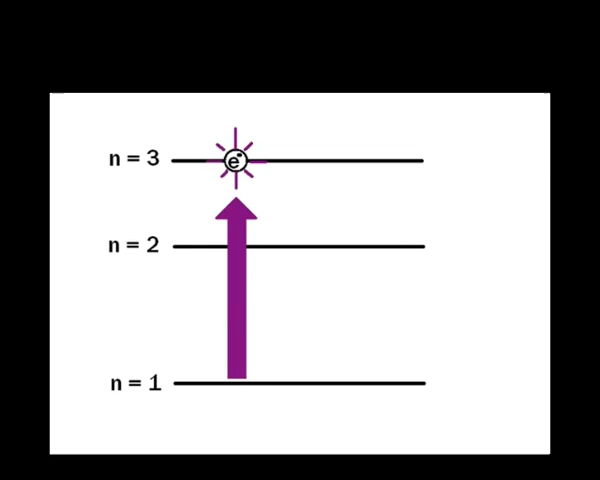 n = 3
e-
n = 2
n = 1